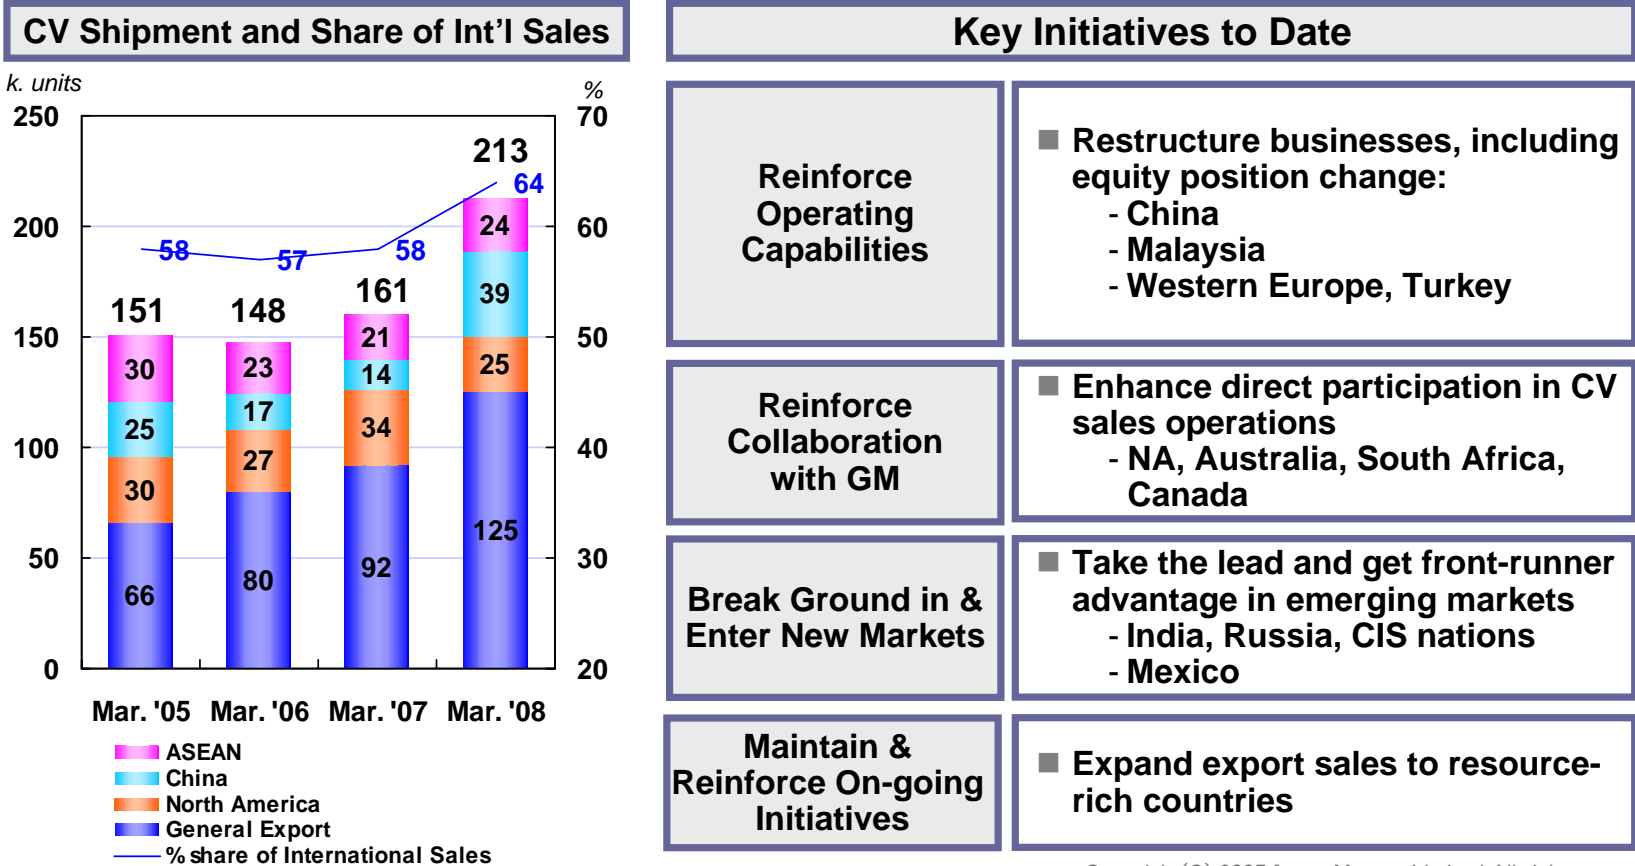 CV Shipment and Share of Int'l Sales
k. units
%
250
200
150
100
50
0
70
60
50
40
30
20
151
148
161
213
58
57
58
64
30
25
30
66
23
17
27
80
21
14
34
92
24
39
25
125
Mar. '05 Mar. '06 Mar. '07 Mar. '08
ASEAN
China
North America
General Export
% share of International Sales
Key Initiatives to Date
Reinforce
Operating
Capabilities
Restructure businesses, including
equity position change:
- China
- Malaysia
- Western Europe, Turkey
Reinforce
Collaboration
with GM
Enhance direct participation in CV
sales operations
- NA, Australia, South Africa,
Canada
Break Ground in &
Enter New Markets
Take the lead and get front-runner
advantage in emerging markets
- India, Russia, CIS nations
- Mexico
Maintain &
Reinforce On-going
Initiatives
Expand export sales to resource-
rich countries